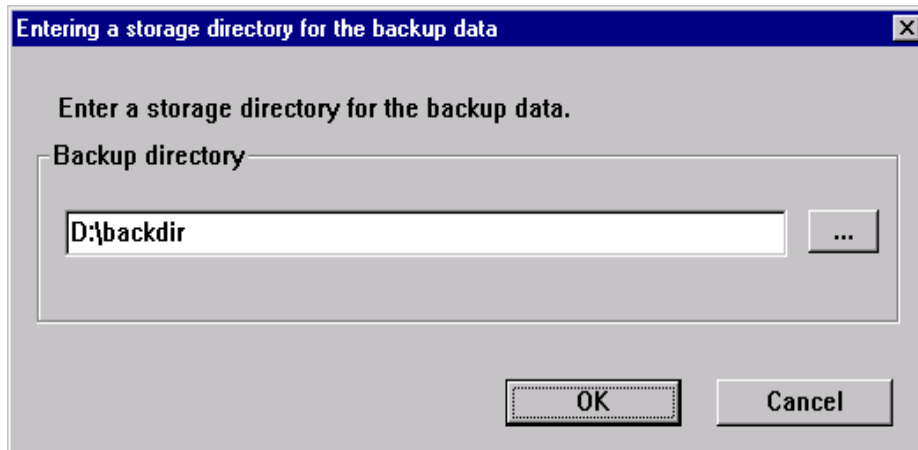 Entering a storage directory for the backup data
Enter a storage directory for the backup data.
Backup directory
D:\backdir
...
OK
Cancel